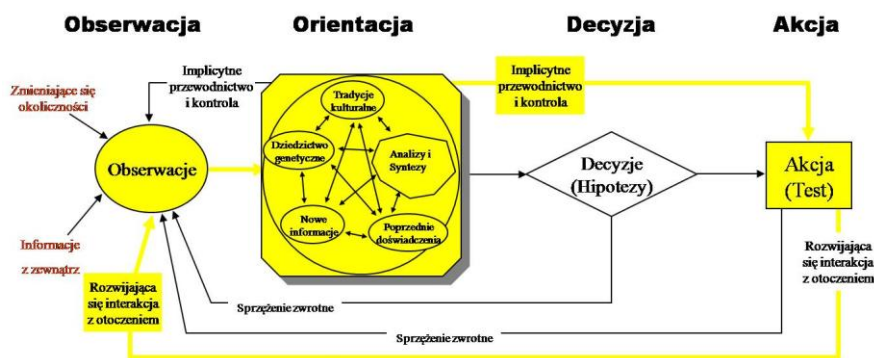 Obserwacja
Orientacja
Decyzja
Akcja
Implicytne
przewodnictwo
i kontrola
Implicytne
przewodnictwo
i kontrola
Zmieniające się
okoliczności
Tradycje
kulturalne
Dziedzictwo
genetyczne
Analizy i
Syntezy
Obserwacje
Decyzje
(Hipotezy)
Akcja
(Test)
Nowe
informacje
Poprzednie
doświadczenia
Informacje
z zewnątrz
Rozwijająca
się interakcja
z otoczeniem
Rozwijająca
się interakcja
z otoczeniem
Sprzężenie zwrotne
Sprzężenie zwrotne